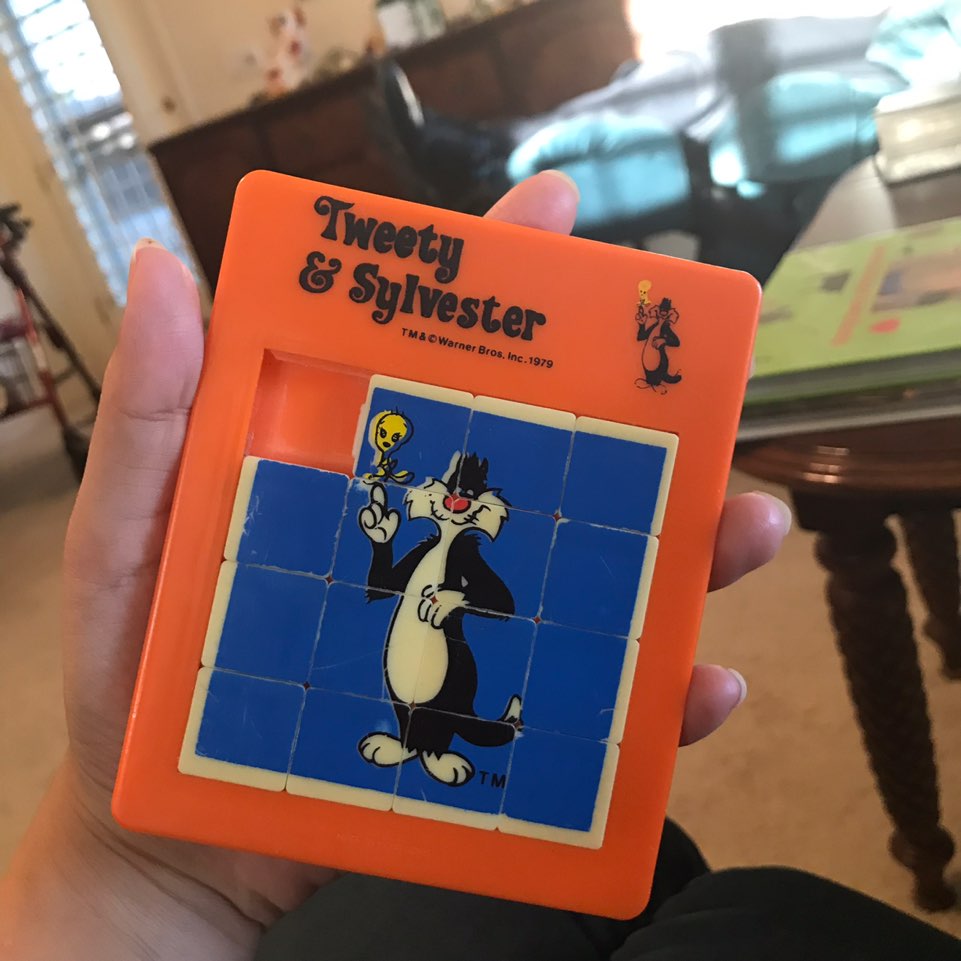 Tweety
& Sylvester
TM & © Warner Bros. Inc. 1979
TM